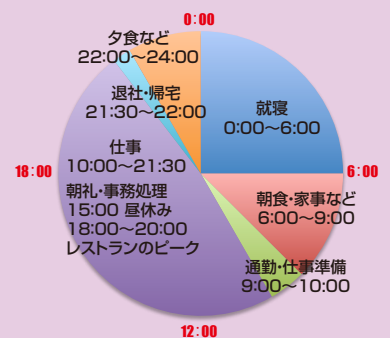 0:00
夕食など
22:00〜24:00
退社・帰宅
21:30〜22:00
就寝
0:00〜6:00
仕事
10:00〜21:30
18:00
6:00
朝礼・事務処理
15:00 昼休み
18:00〜20:00
レストランのピーク
朝食・家事など
6:00〜9:00
通勤・仕事準備
9:00〜10:00
12:00